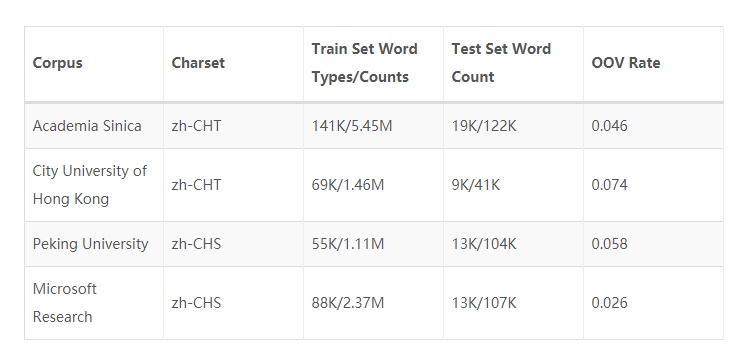 Corpus Charset Train Set Word Types/Counts Test Set Word Count OOV Rate
Academia Sinica zh-CHT 141K/5.45M 19K/122K 0.046
City University of Hong Kong zh-CHT 69K/1.46M 9K/41K 0.074
Peking University zh-CHS 55K/1.11M 13K/104K 0.058
Microsoft Research zh-CHS 88K/2.37M 13K/107K 0.026